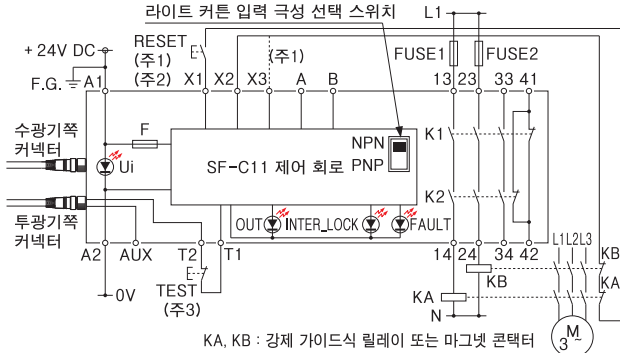 라이트 커튼 입력 극성 선택 스위치
L1
+ 24V DC
RESET
(주1)
(주2)
(주1)
FUSE1
FUSE2
F.G.
A1
X1
X2
X3
A
B
13
23
33
41
수광기쪽
커넥터
F
Ui
NPN
PNP
SF-C11 제어 회로
K1
K2
투광기쪽
커넥터
OUT
INTER_LOCK
FAULT
A2
AUX
T2
T1
14
24
34
42
L1
L2
L3
KB
KA
0V
TEST
(주3)
KB
KA
N
M
3~
KA, KB : 강제 가이드식 릴레이 또는 마그넷 콘택터